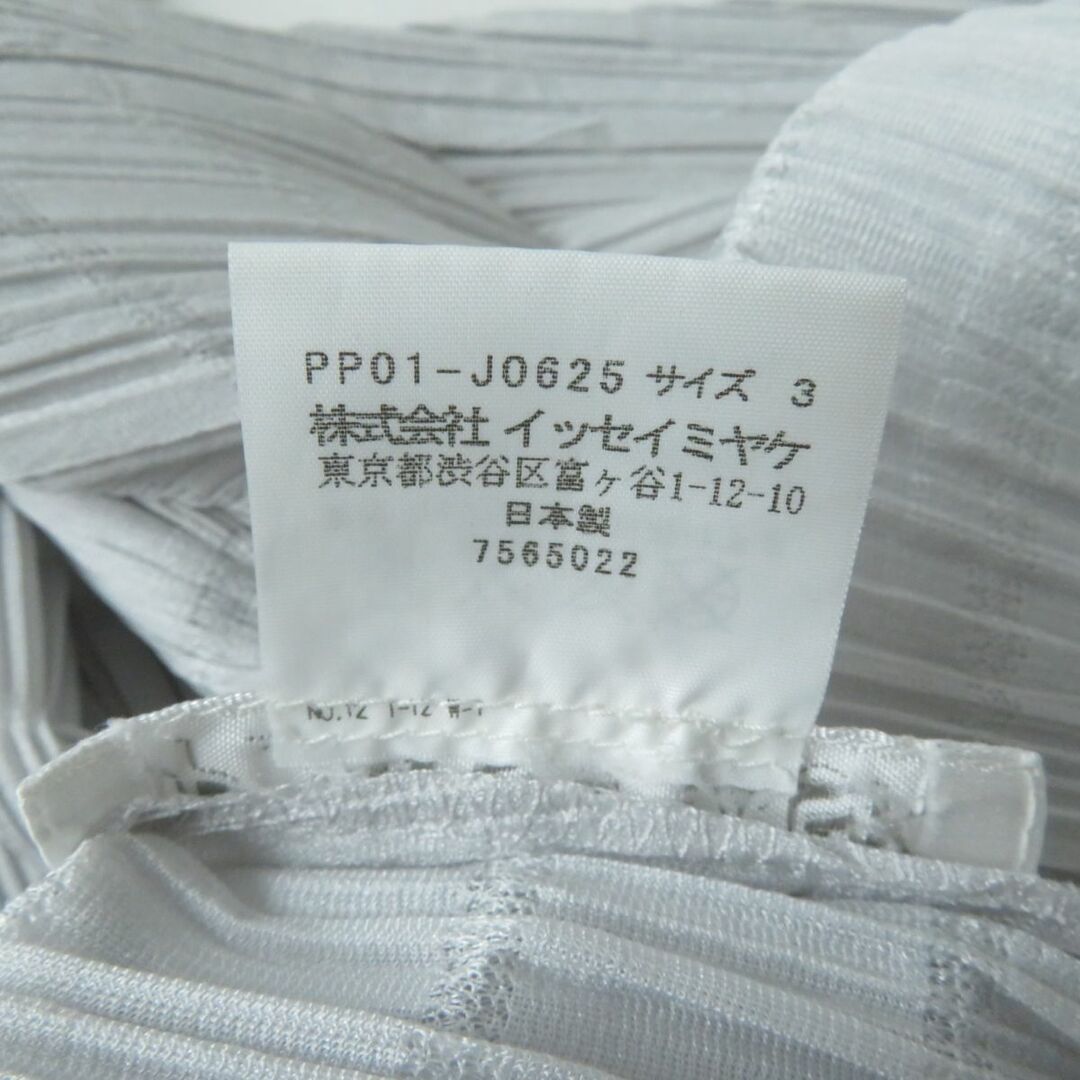 PP01-J0625 サイズ 3
株式会社 イッセイミヤケ
東京都渋谷区富ヶ谷1-12-10
日本製
7565022